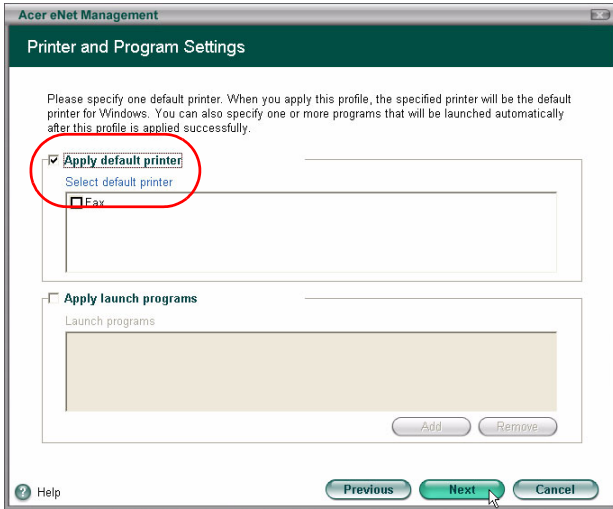 Acer eNet Management
Printer and Program Settings
Please specify one default printer. When you apply this profile, the specified printer will be the default
printer for Windows. You can also specify one or more programs that will be launched automatically
after this profile is applied successfully.
Apply default printer
Select default printer
Fax
Apply launch programs
Launch programs
Add Remove
Help Previous Next Cancel